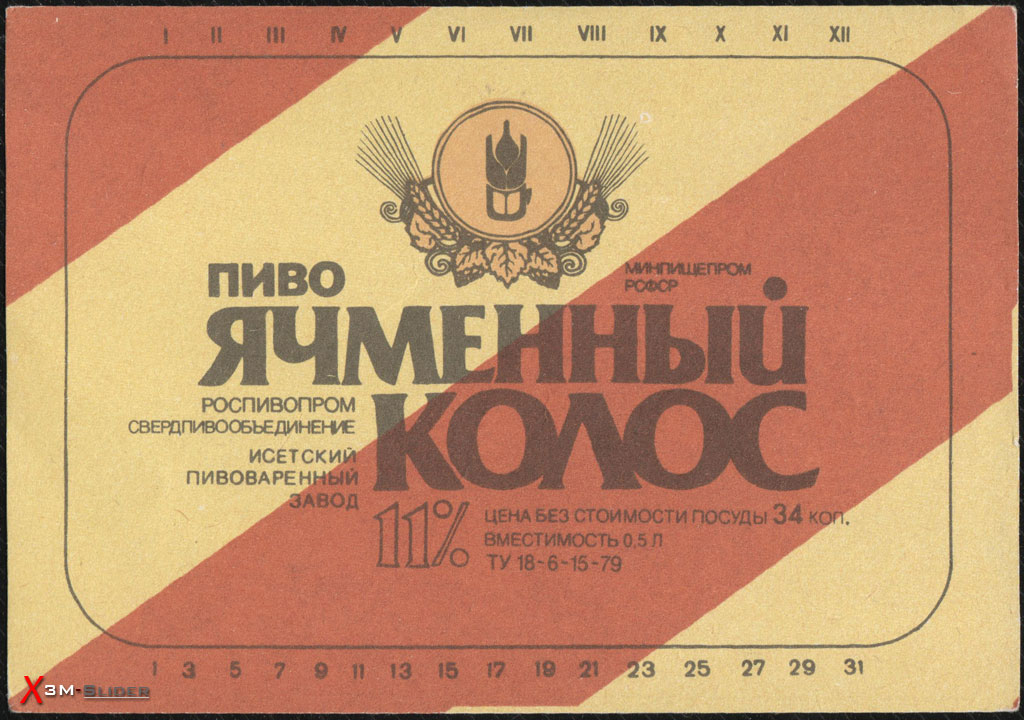 I II III IV V VI VII VIII IX X XI XII
ПИВО
МИНПИЩЕПРОМ
РСФСР
ЯЧМЕННЫЙ
КОЛОС
РОСПИВОПРОМ
СВЕРДПИВООБЪЕДИНЕНИЕ
ИСЕТСКИЙ
ПИВОВАРЕННЫЙ
ЗАВОД
11%
ЦЕНА БЕЗ СТОИМОСТИ ПОСУДЫ 34 КОП.
ВМЕСТИМОСТЬ 0,5 Л
ТУ 18-6-15-79
1 3 5 7 9 11 13 15 17 19 21 23 25 27 29 31
X3M-SLIDER